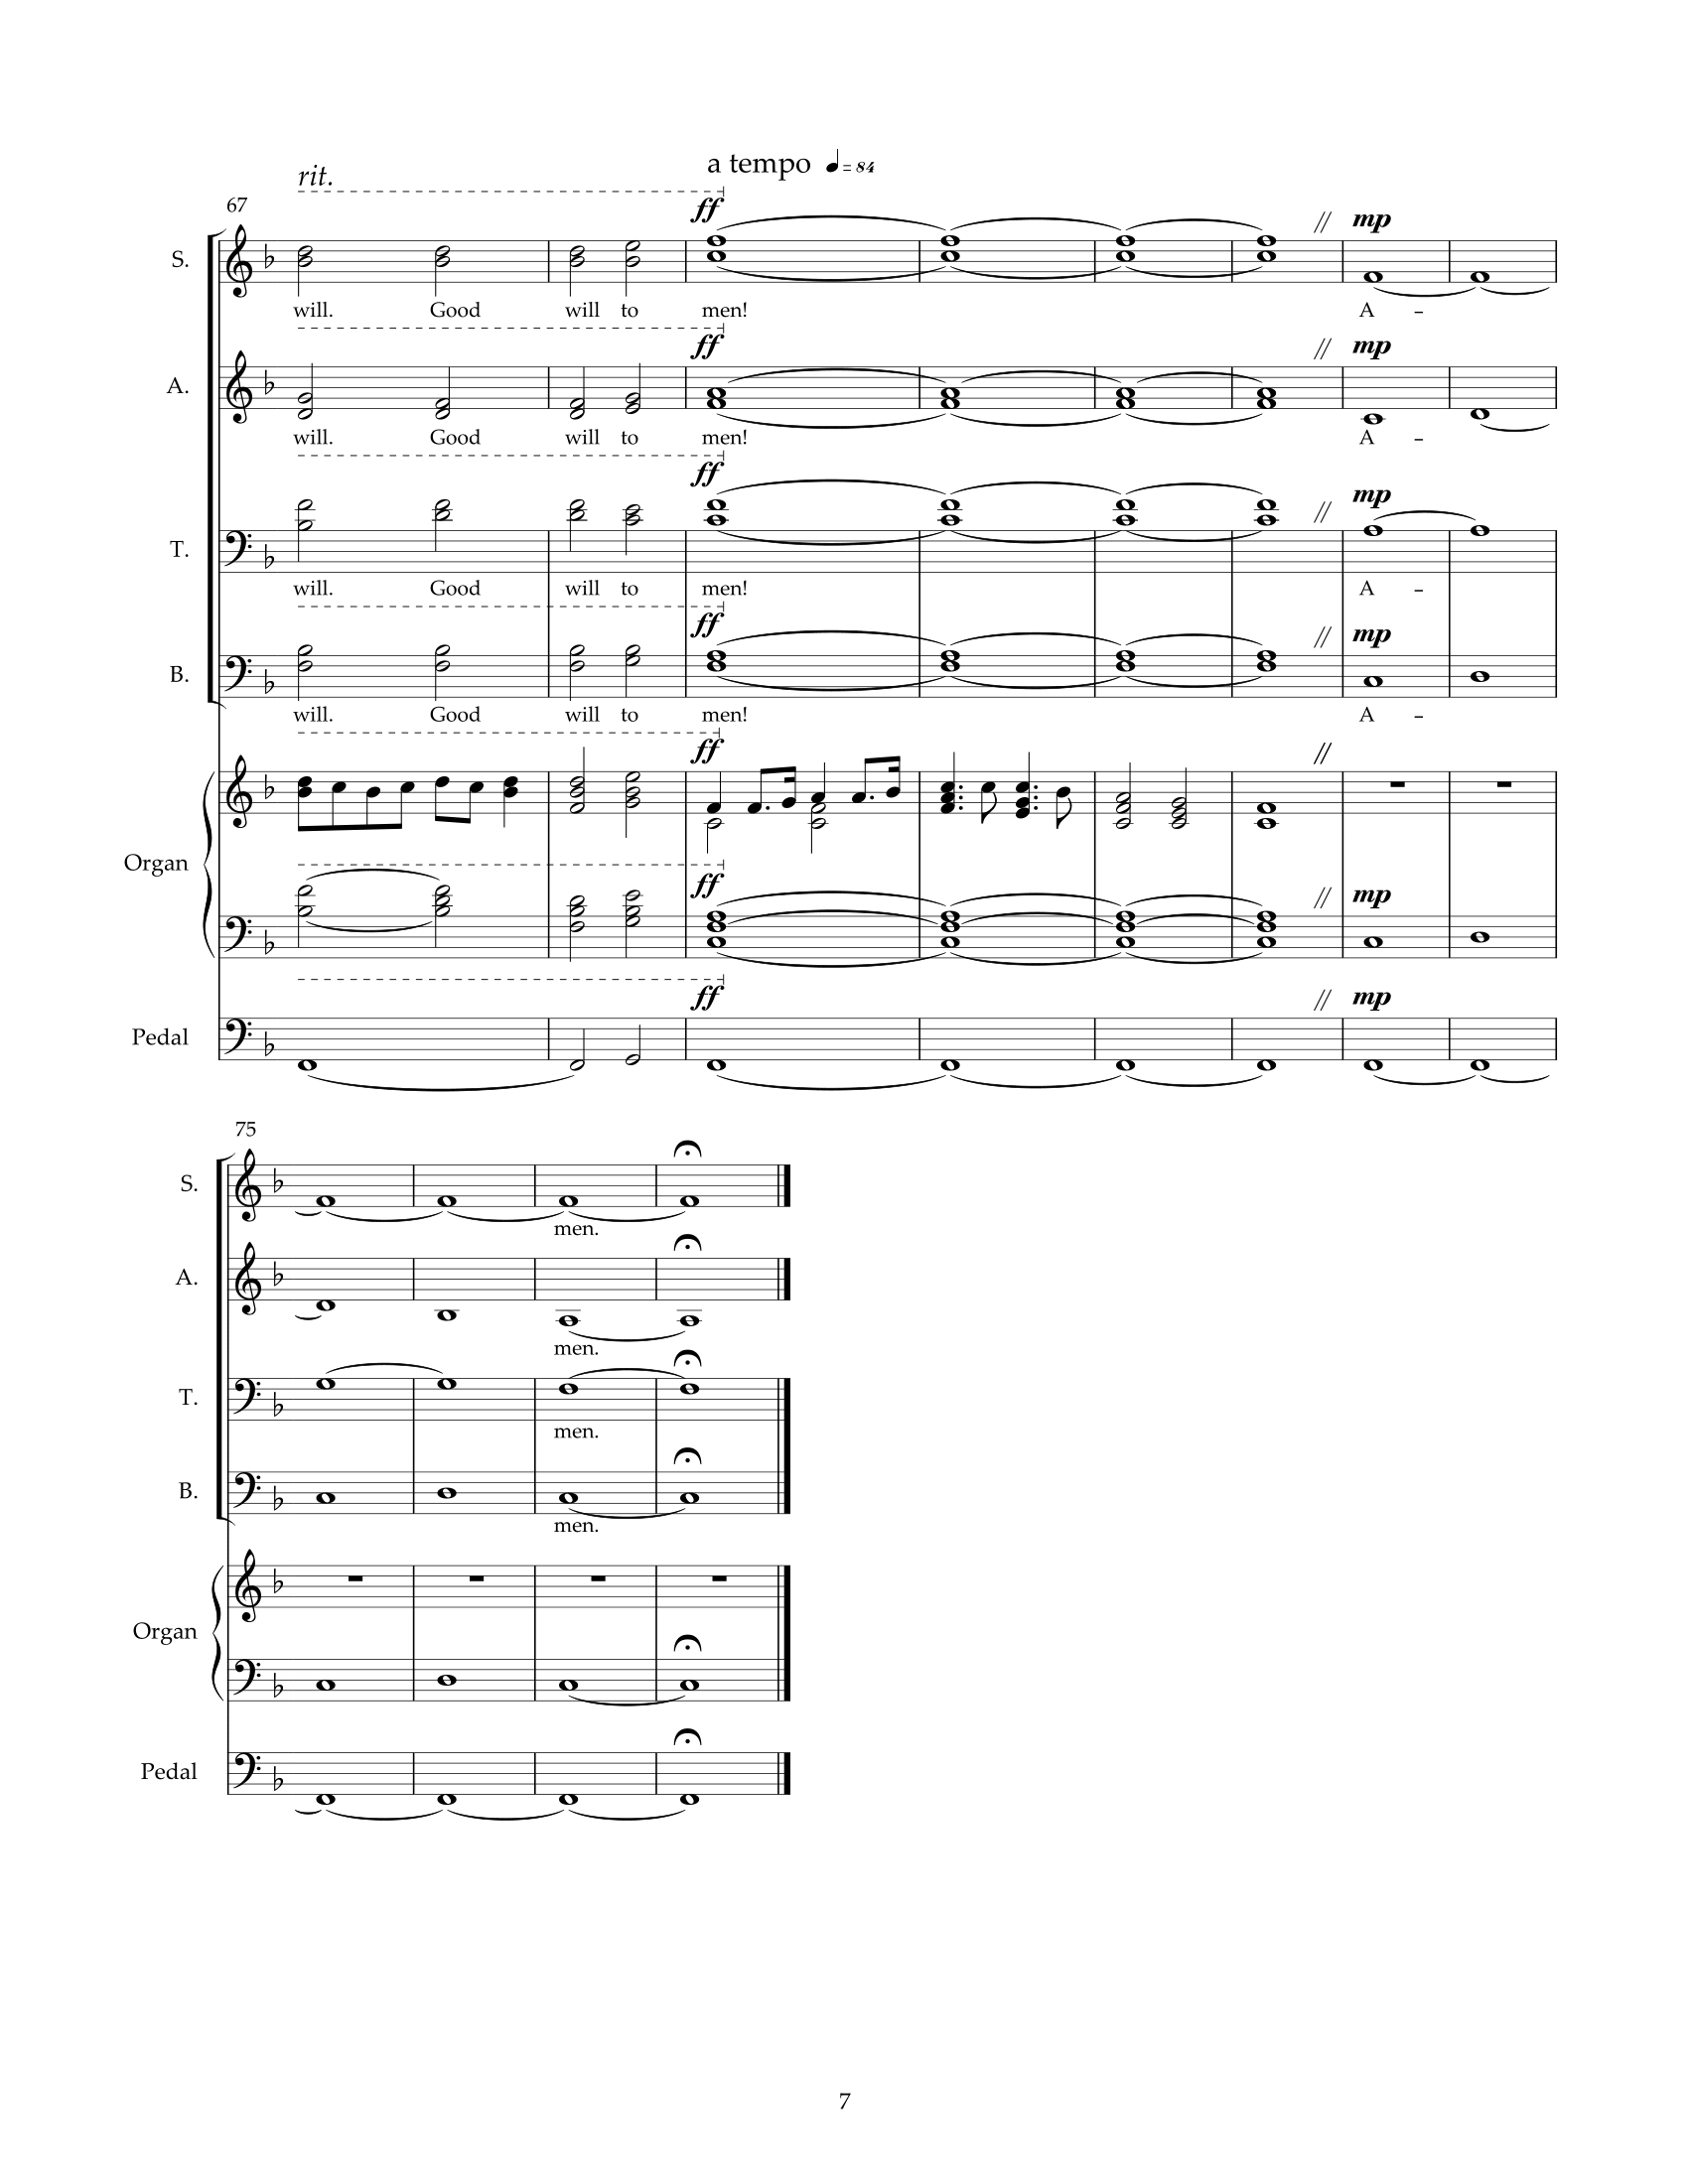 rit.
a tempo ♩= 84
67
ff mp
S.
will. Good will to men! A -
ff mp
A.
will. Good will to men! A -
ff mp
T.
will. Good will to men! A -
ff mp
B.
will. Good will to men! A -
ff
Organ
ff mp
ff mp
Pedal
75
S.
men.
A.
men.
T.
men.
B.
men.
Organ
Pedal
7